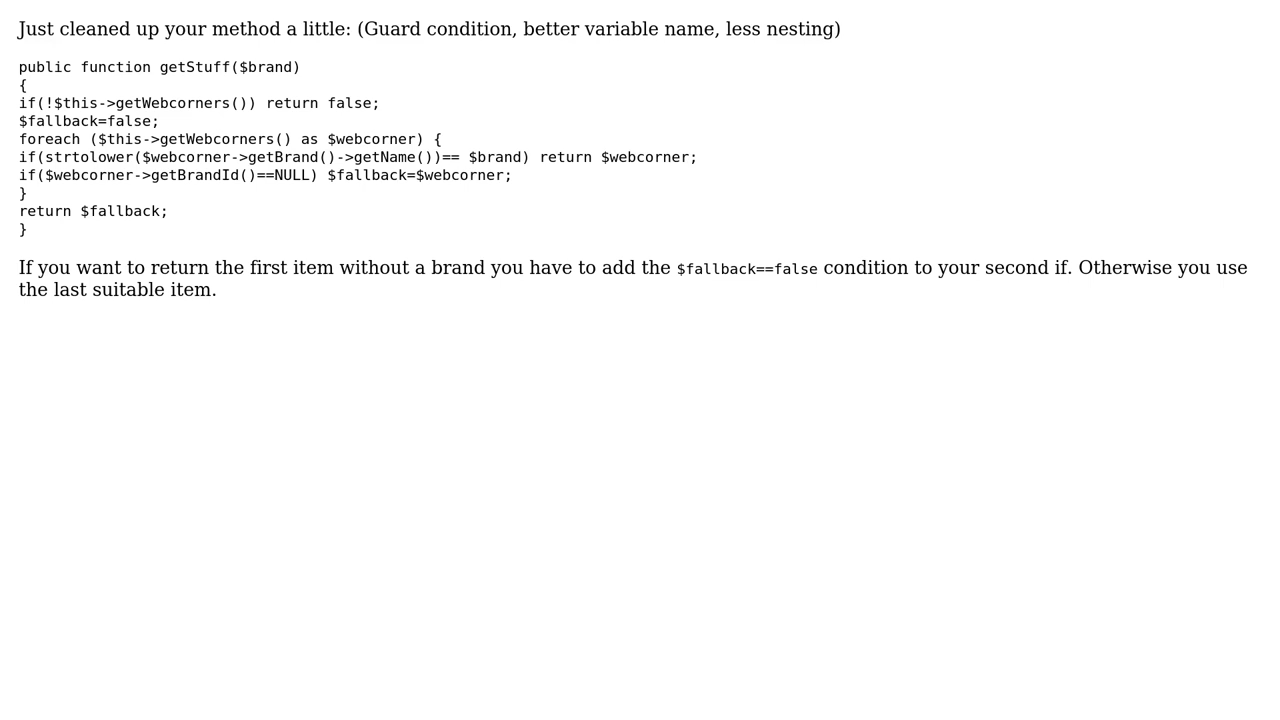 Just cleaned up your method a little: (Guard condition, better variable name, less nesting)
public function getStuff($brand)
{
if(!$this->getWebcorners()) return false;
$fallback=false;
foreach ($this->getWebcorners() as $webcorner) {
if(strtolower($webcorner->getBrand()->getName())== $brand) return $webcorner;
if($webcorner->getBrandId()==NULL) $fallback=$webcorner;
}
return $fallback;
}
If you want to return the first item without a brand you have to add the $fallback==false condition to your second if. Otherwise you use
the last suitable item.